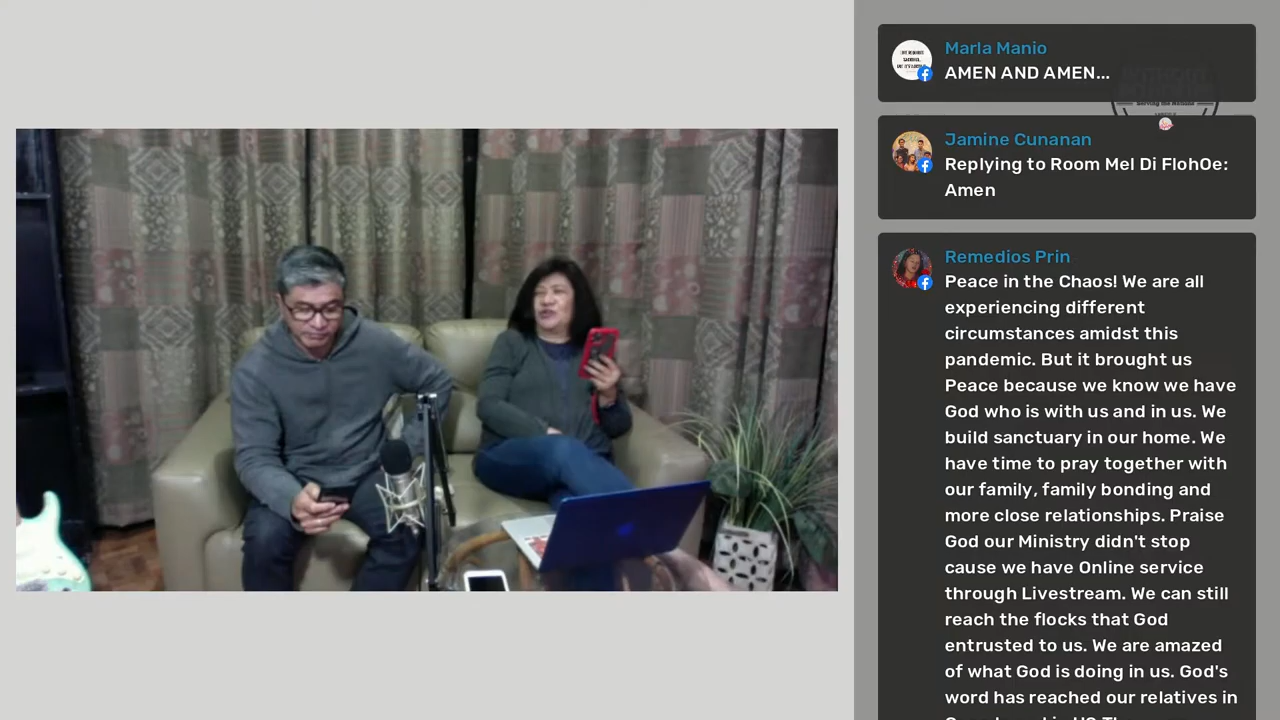 Marla Manio
AMEN AND AMEN...
Serving the Nations
Jamine Cunanan
Replying to Room Mel Di FlohOe:
Amen
Remedios Prin
Peace in the Chaos! We are all
experiencing different
circumstances amidst this
pandemic. But it brought us
Peace because we know we have
God who is with us and in us. We
build sanctuary in our home. We
have time to pray together with
our family, family bonding and
more close relationships. Praise
God our Ministry didn't stop
cause we have Online service
through Livestream. We can still
reach the flocks that God
entrusted to us. We are amazed
of what God is doing in us. God's
word has reached our relatives in